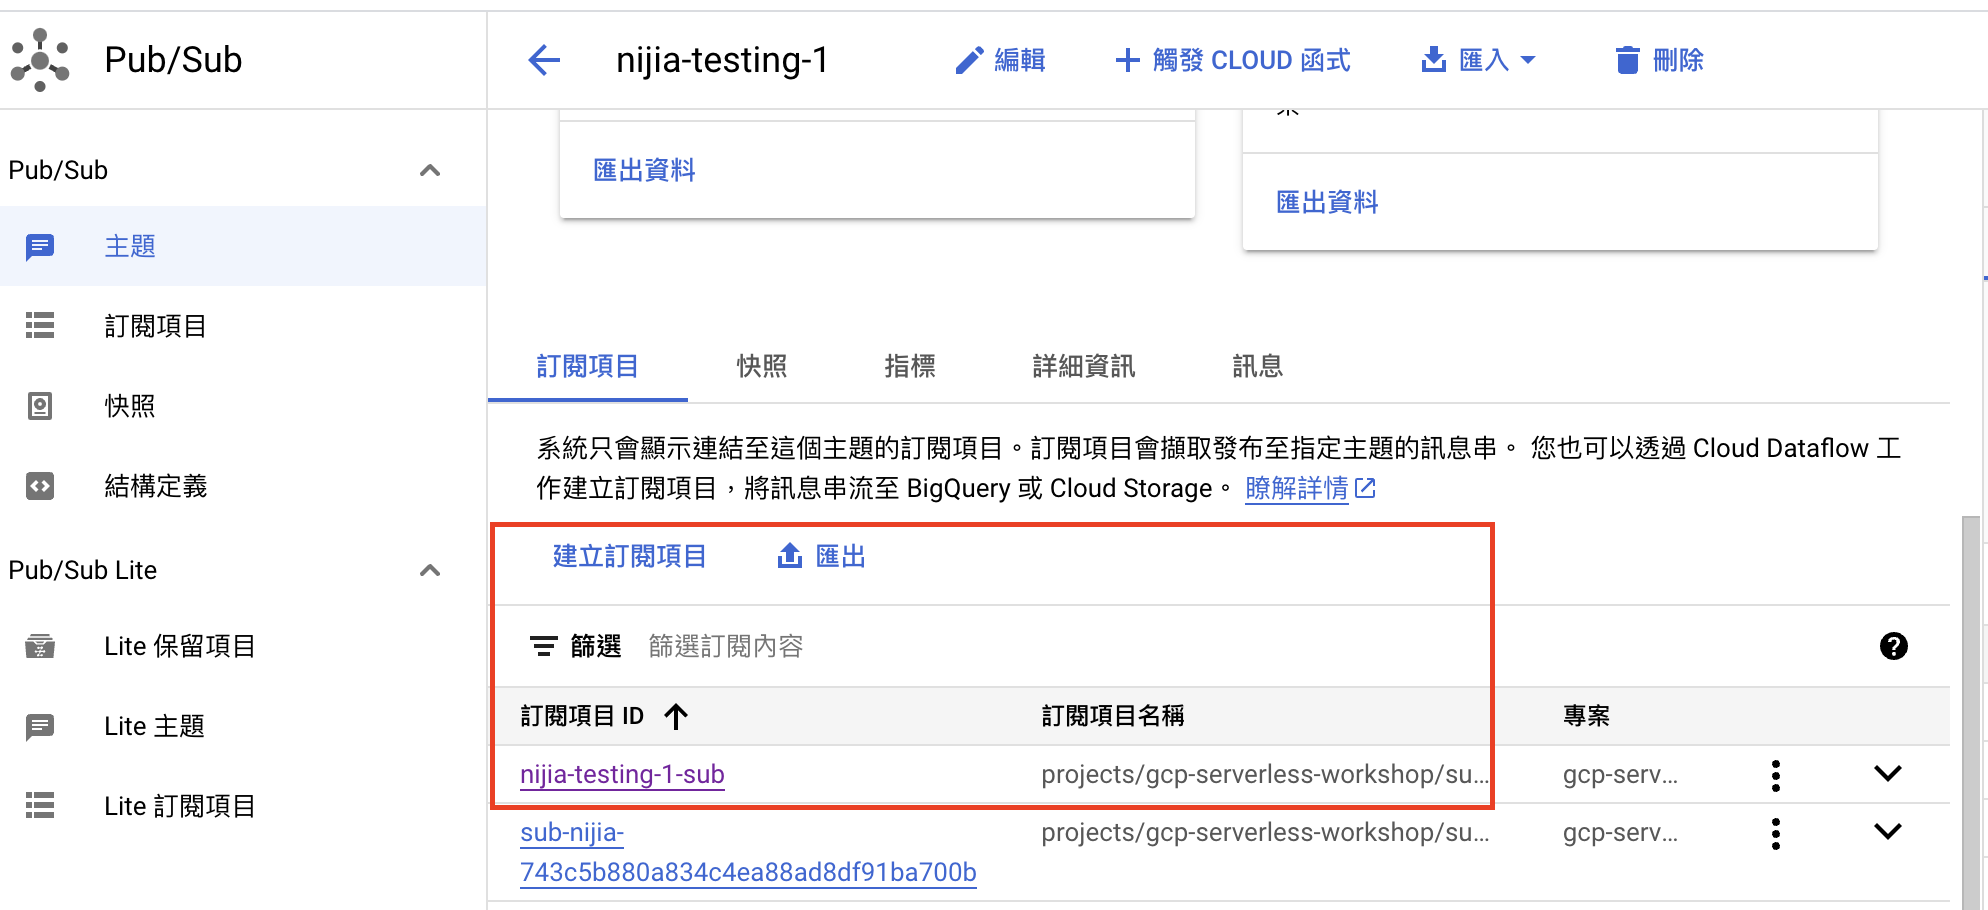 Pub/Sub
nijia-testing-1
編輯
觸發 CLOUD 函式
匯入
刪除
Pub/Sub
主題
訂閱項目
快照
結構定義
Pub/Sub Lite
Lite 保留項目
Lite 主題
Lite 訂閱項目
匯出資料
匯出資料
訂閱項目
快照
指標
詳細資訊
訊息
系統只會顯示連結至這個主題的訂閱項目。訂閱項目會擷取發布至指定主題的訊息串。 您也可以透過 Cloud Dataflow 工
作建立訂閱項目，將訊息串流至 BigQuery 或 Cloud Storage。 瞭解詳情
建立訂閱項目
匯出
篩選 篩選訂閱內容
訂閱項目 ID
訂閱項目名稱
專案
nijia-testing-1-sub
projects/gcp-serverless-workshop/su...
gcp-serv...
sub-nijia-
743c5b880a834c4ea88ad8df91ba700b
projects/gcp-serverless-workshop/su...
gcp-serv...